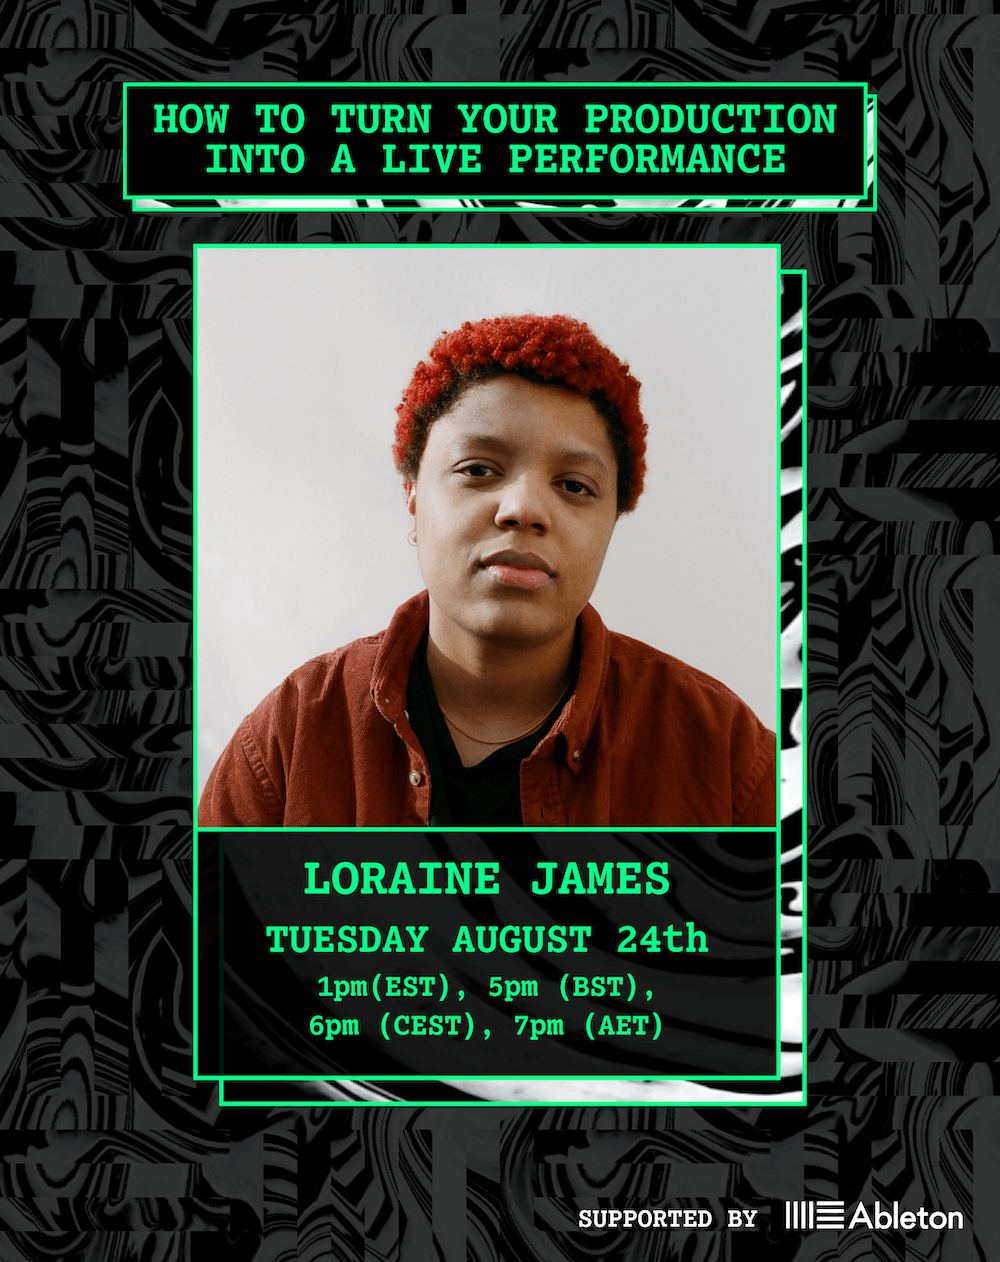 HOW TO TURN YOUR PRODUCTION
INTO A LIVE PERFORMANCE
LORAINE JAMES
TUESDAY AUGUST 24th
1pm(EST), 5pm (BST),
6pm (CEST), 7pm (AET)
SUPPORTED BY Ableton